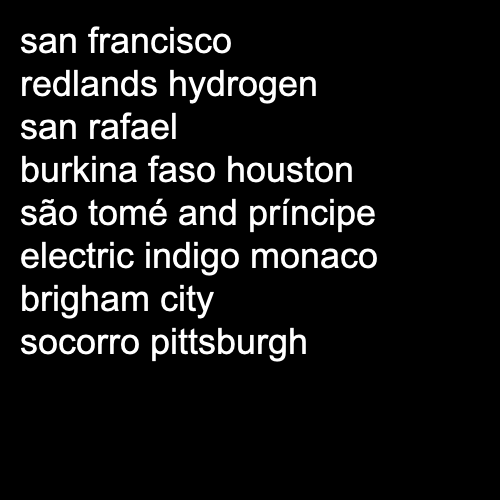 san francisco
redlands hydrogen
san rafael
burkina faso houston
são tomé and príncipe
electric indigo monaco
brigham city
socorro pittsburgh